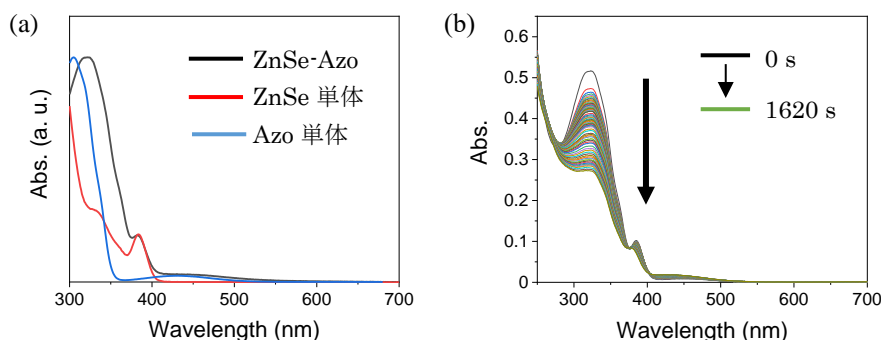 (a)
ZnSe-Azo
ZnSe 単体
Azo 単体
Abs. (a. u.)
300 400 500 600 700
Wavelength (nm)
(b)
0.6
0.5
0.4
0.3
0.2
0.1
0
Abs.
0 s
1620 s
300 400 500 600 700
Wavelength (nm)